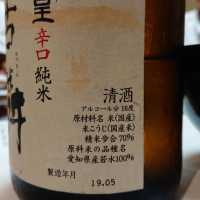 辛口
純米
清酒
アルコール分 16度
原材料名 米(国産)
米こうじ(国産米)
精米歩合 70%
原料米の品種名
愛知県産若水100%
製造年月
19.05